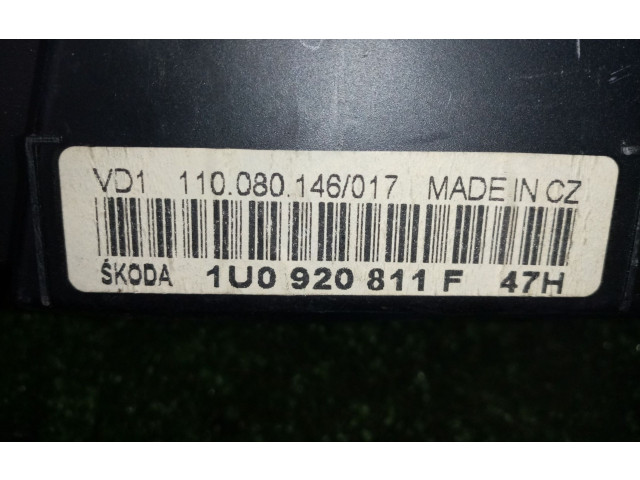 VD1 110.080.146/017 MADE IN CZ
ŠKODA 1U0 920 811 F 47H